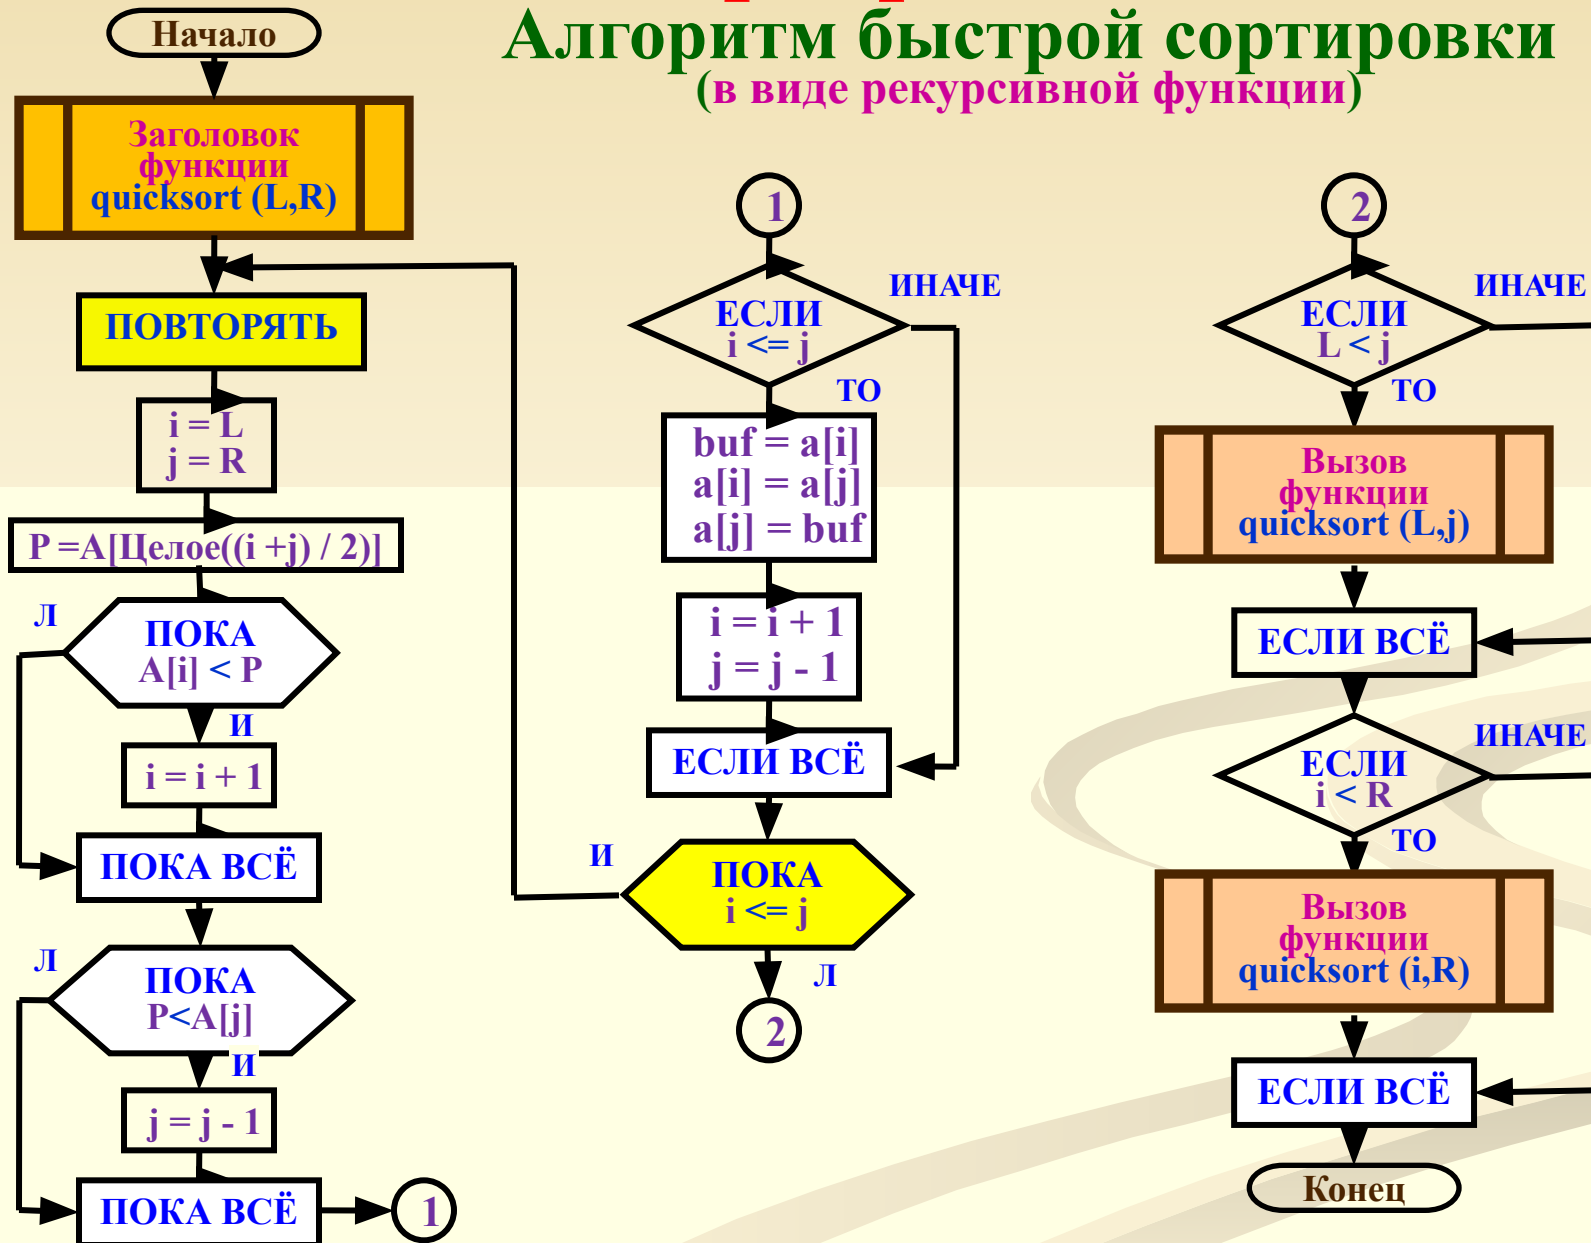 Алгоритм быстрой сортировки
(в виде рекурсивной функции)
Начало
Заголовок
функции
quicksort (L,R)
ПОВТОРЯТЬ
i = L
j = R
P =A[Целое((i +j) / 2)]
Л
ПОКА
A[i] < P
И
i = i + 1
ПОКА ВСЁ
Л
ПОКА
P<A[j]
И
j = j - 1
ПОКА ВСЁ
1
1
ИНАЧЕ
ЕСЛИ
i <= j
ТО
buf = a[i]
a[i] = a[j]
a[j] = buf
i = i + 1
j = j - 1
ЕСЛИ ВСЁ
И
ПОКА
i <= j
Л
2
2
ИНАЧЕ
ЕСЛИ
L < j
ТО
Вызов
функции
quicksort (L,j)
ЕСЛИ ВСЁ
ИНАЧЕ
ЕСЛИ
i < R
ТО
Вызов
функции
quicksort (i,R)
ЕСЛИ ВСЁ
Конец